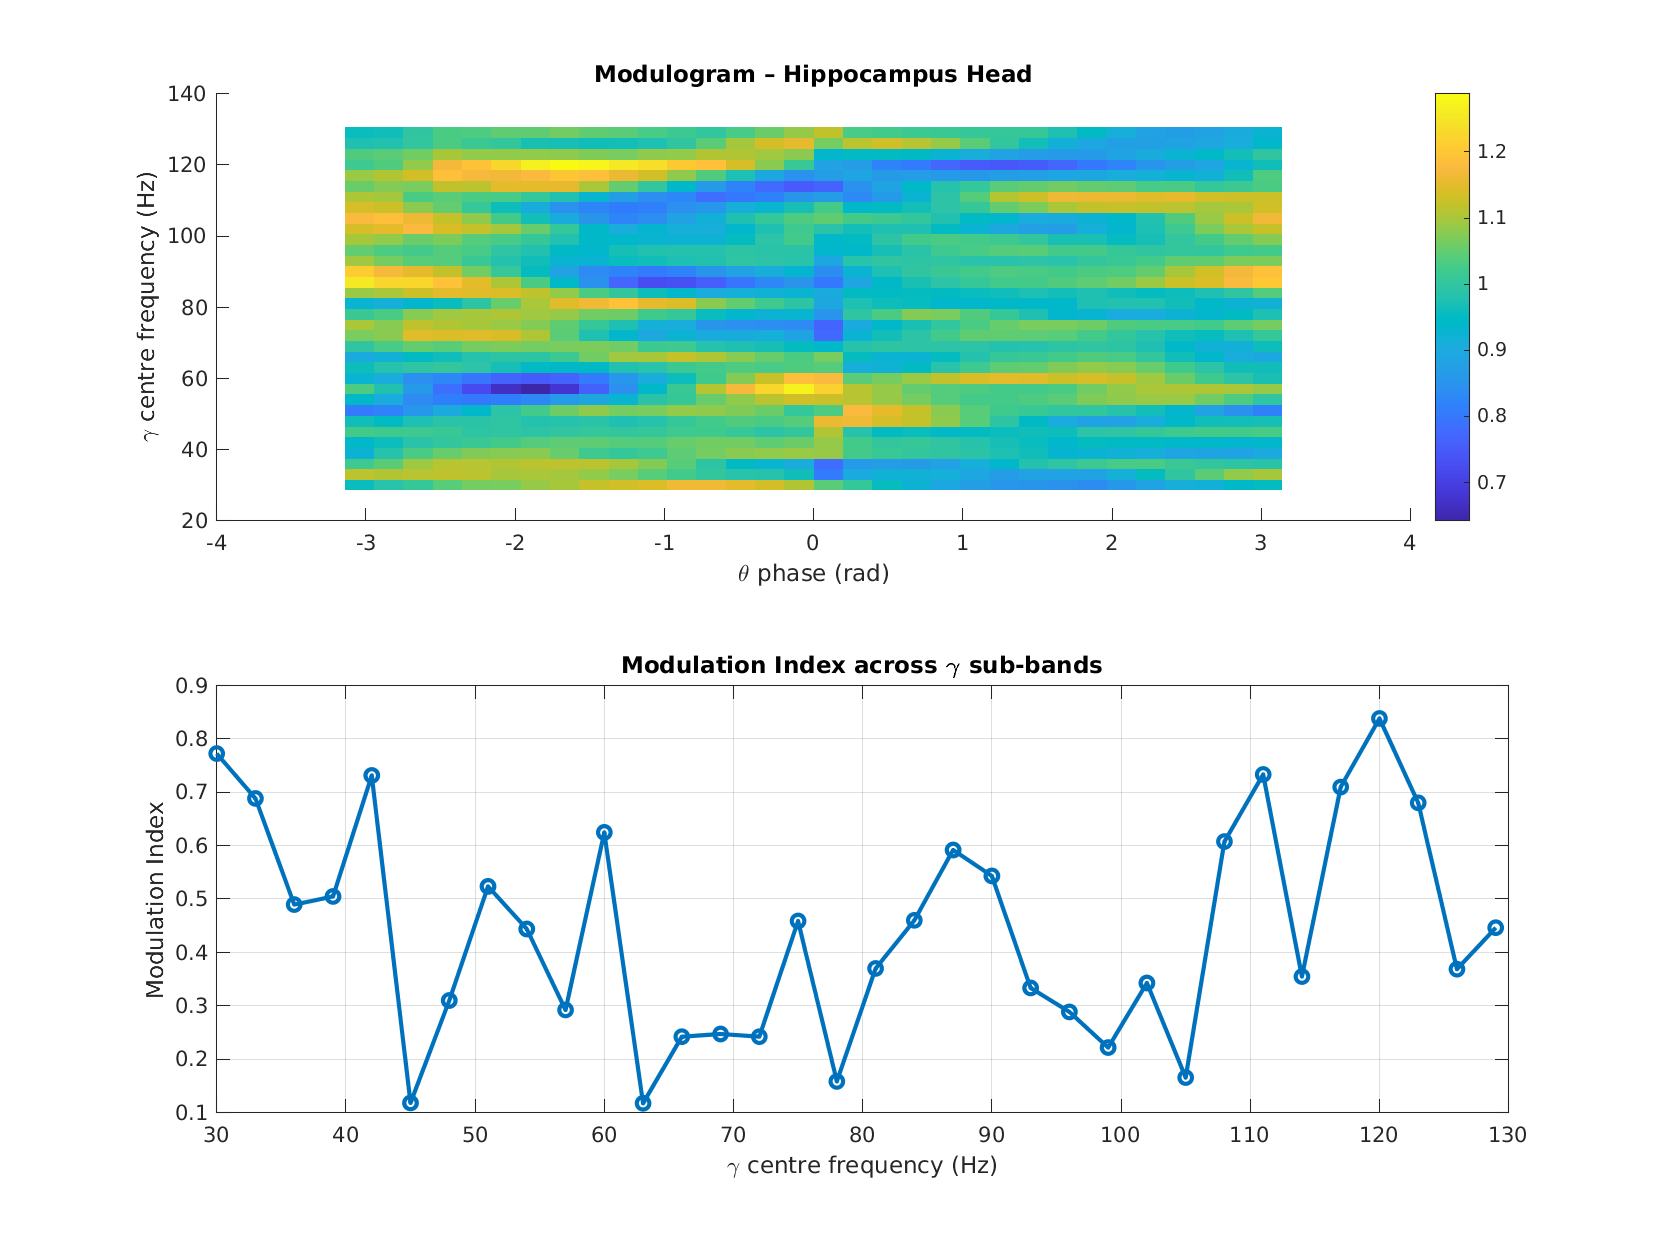 Modulogram – Hippocampus Head
140
120
100
80
60
40
20
γ centre frequency (Hz)
-4 -3 -2 -1 0 1 2 3 4
θ phase (rad)
1.2
1.1
1
0.9
0.8
0.7
Modulation Index across γ sub-bands
0.9
0.8
0.7
0.6
0.5
0.4
0.3
0.2
0.1
Modulation Index
30 40 50 60 70 80 90 100 110 120 130
γ centre frequency (Hz)